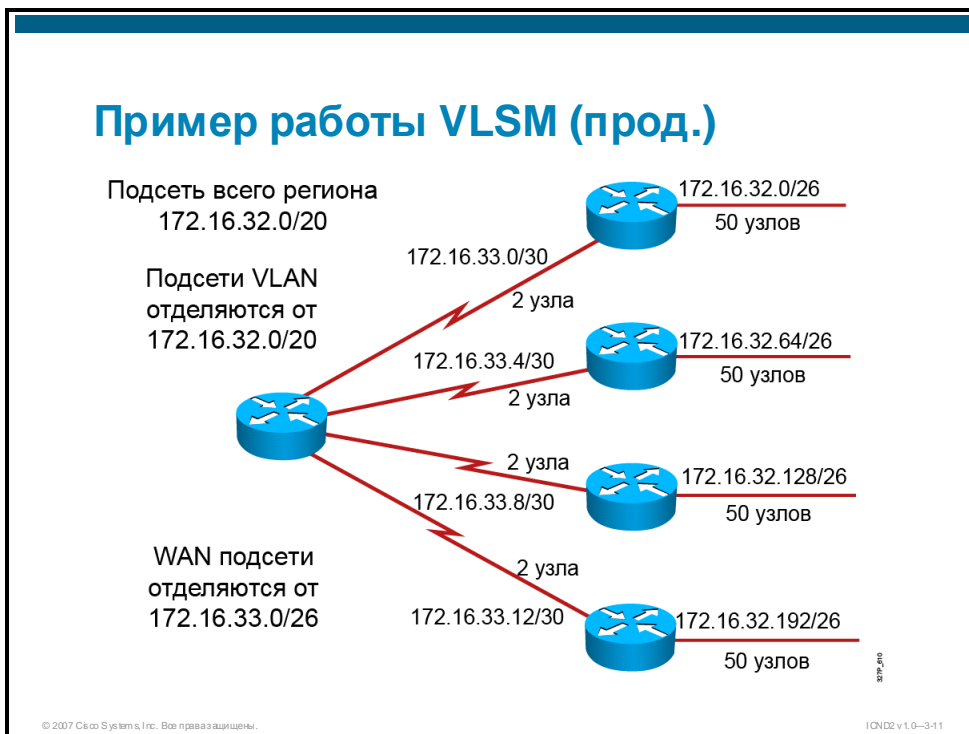 Пример работы VLSM (прод.)
Подсеть всего региона
172.16.32.0/20
Подсети VLAN
отделяются от
172.16.32.0/20
WAN подсети
отделяются от
172.16.33.0/26
172.16.33.0/30
2 узла
172.16.33.4/30
2 узла
2 узла
172.16.33.8/30
2 узла
172.16.33.12/30
172.16.32.0/26
50 узлов
172.16.32.64/26
50 узлов
172.16.32.128/26
50 узлов
172.16.32.192/26
50 узлов
327P_610
© 2007 Cisco Systems, Inc. Все права защищены.
ICND2 v1.0—3-11